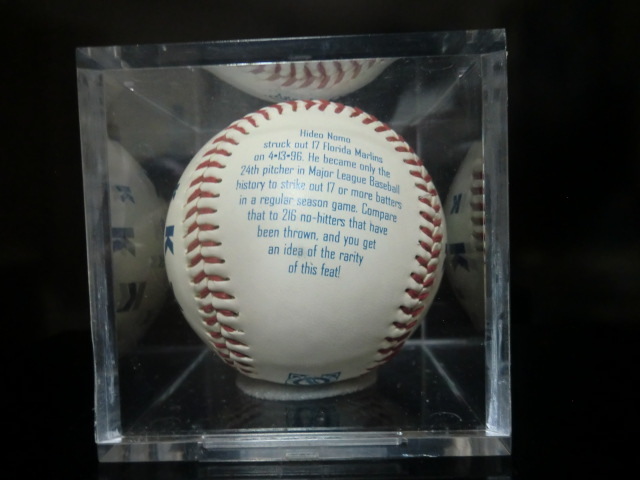 Hideo Nomo
struck out 17 Florida Marlins
on 4•13•96. He became only the
24th pitcher in Major League Baseball
history to strike out 17 or more batters
in a regular season game. Compare
that to 216 no-hitters that have
been thrown, and you get
an idea of the rarity
of this feat!
K
K
K
K